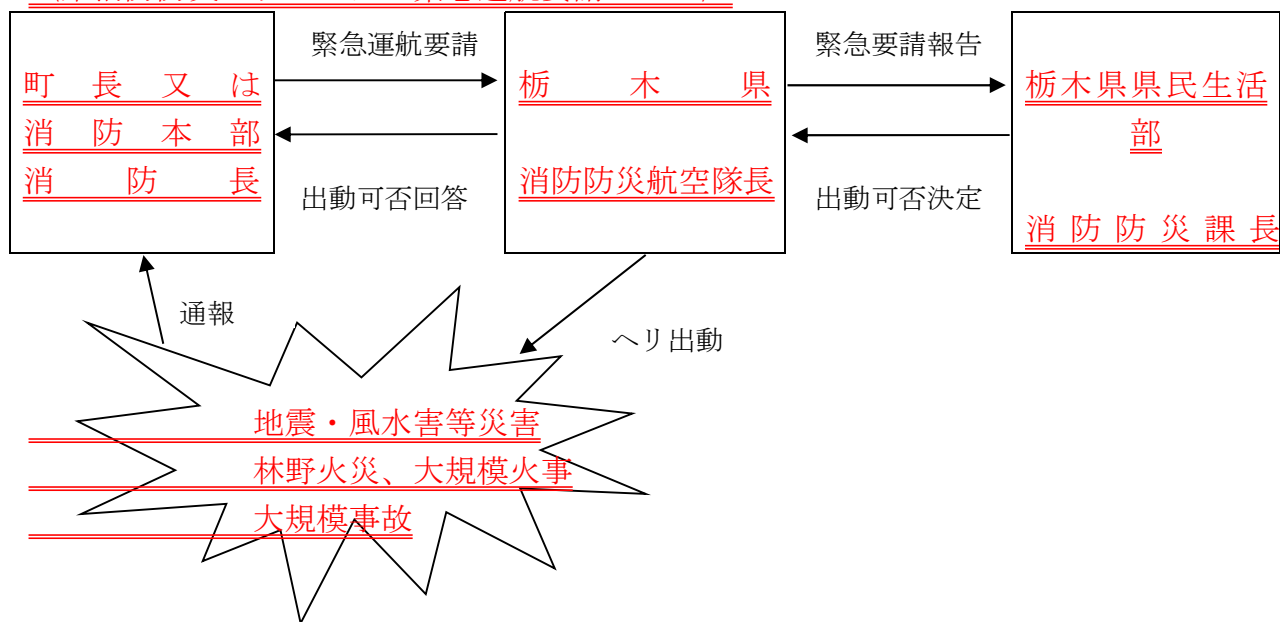 緊急運航要請
緊急要請報告
町長又は
消防本部
消防長
栃木県
消防防災航空隊長
栃木県県民生活
部
消防防災課長
出動可否回答
出動可否決定
通報
ヘリ出動
地震・風水害等災害
林野火災、大規模火事
大規模事故